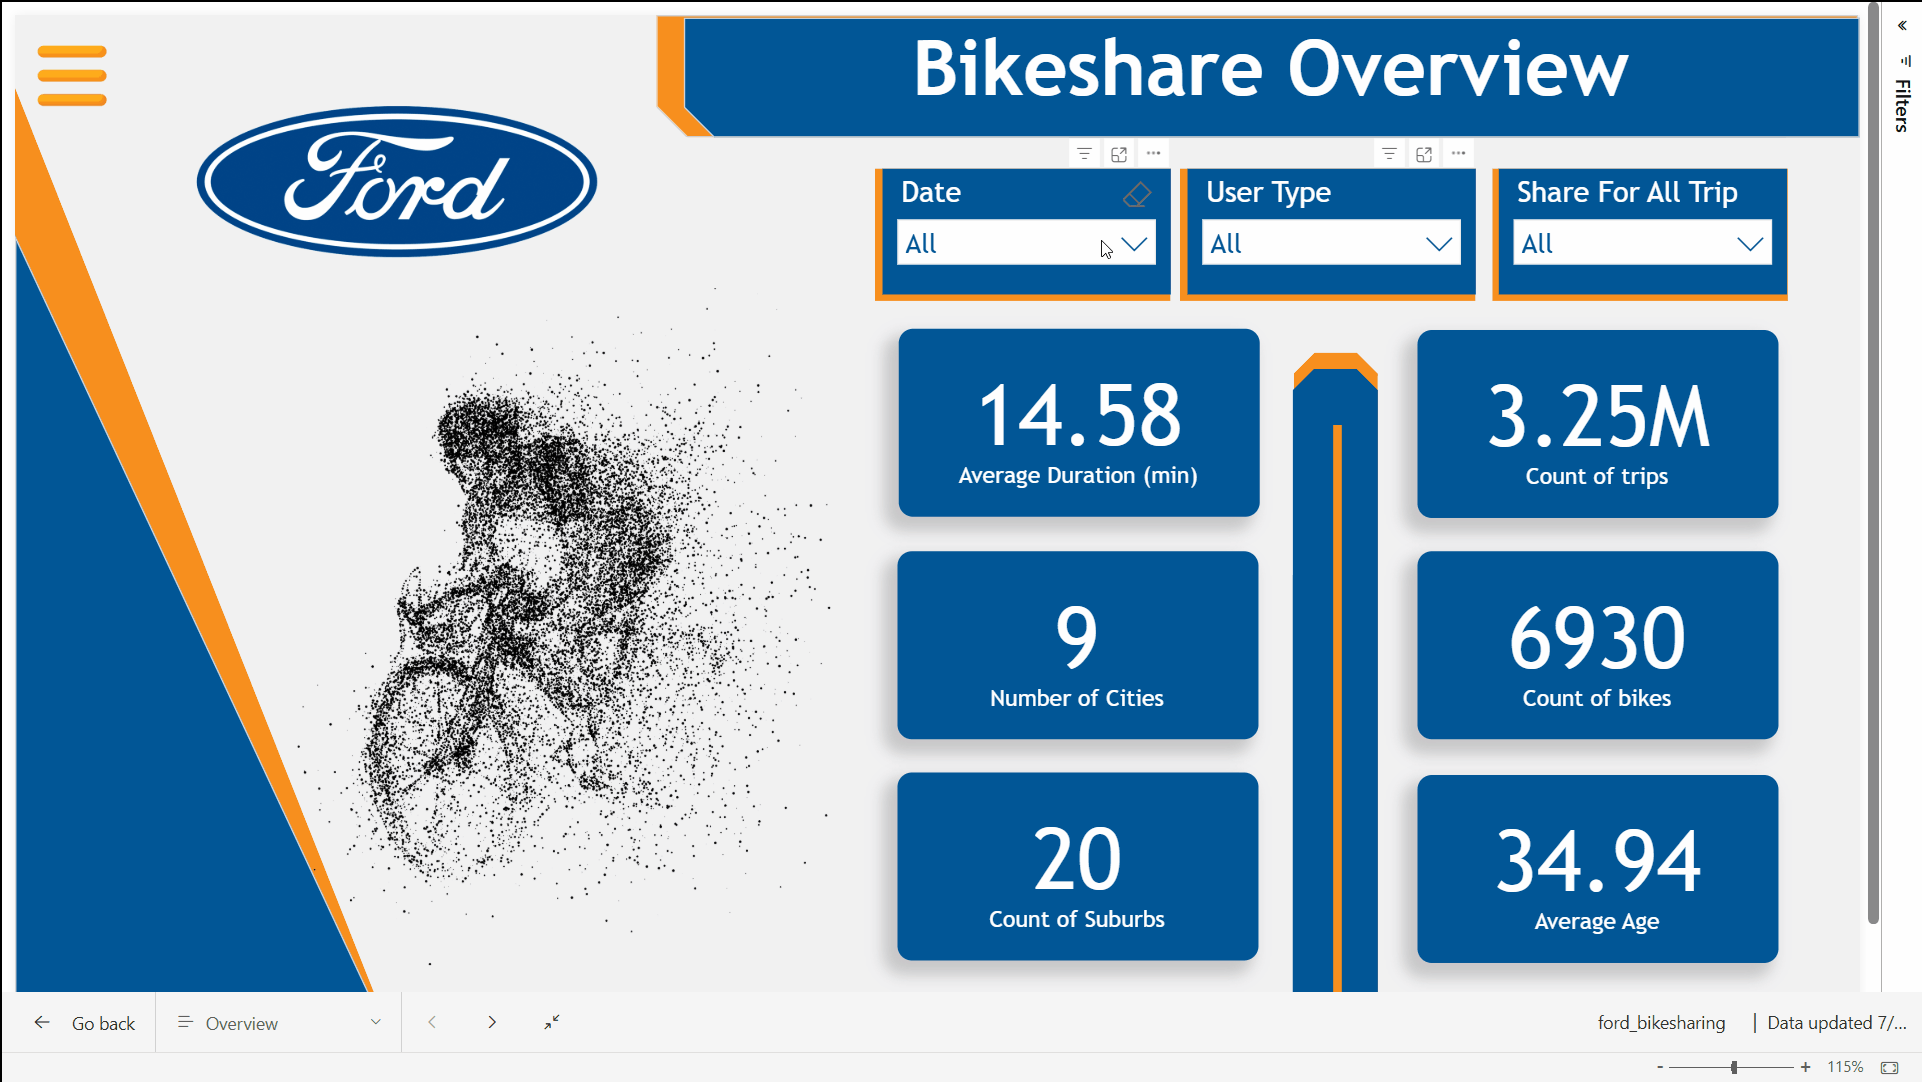 Bikeshare Overview
Filters
Ford
Date
User Type
Share For All Trip
All
All
All
14.58
Average Duration (min)
3.25M
Count of trips
9
Number of Cities
6930
Count of bikes
20
Count of Suburbs
34.94
Average Age
Go back
Overview
ford_bikesharing
| Data updated 7/...
- + 115%